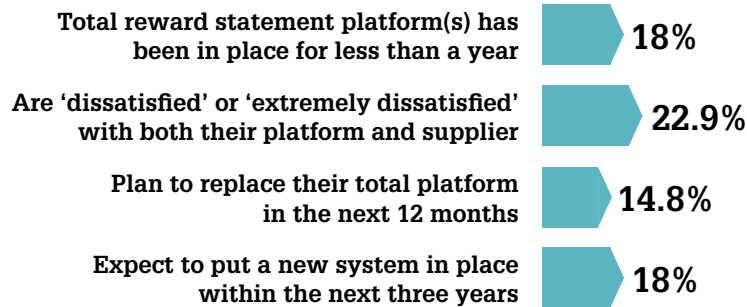 Total reward statement platform(s) has
been in place for less than a year
18%
Are ‘dissatisfied’ or ‘extremely dissatisfied’
with both their platform and supplier
22.9%
Plan to replace their total platform
in the next 12 months
14.8%
Expect to put a new system in place
within the next three years
18%